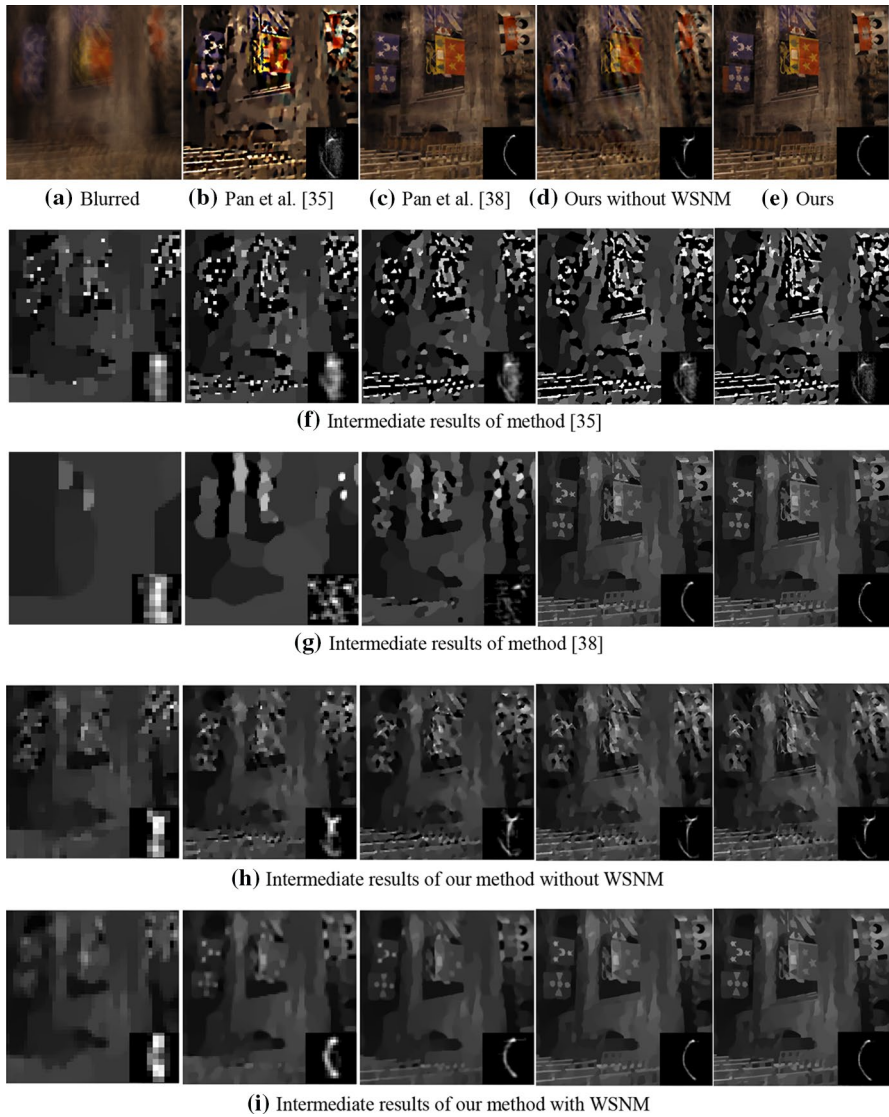 (a) Blurred
(b) Pan et al. [35]
(c) Pan et al. [38]
(d) Ours without WSNM
(e) Ours
(f) Intermediate results of method [35]
(g) Intermediate results of method [38]
(h) Intermediate results of our method without WSNM
(i) Intermediate results of our method with WSNM